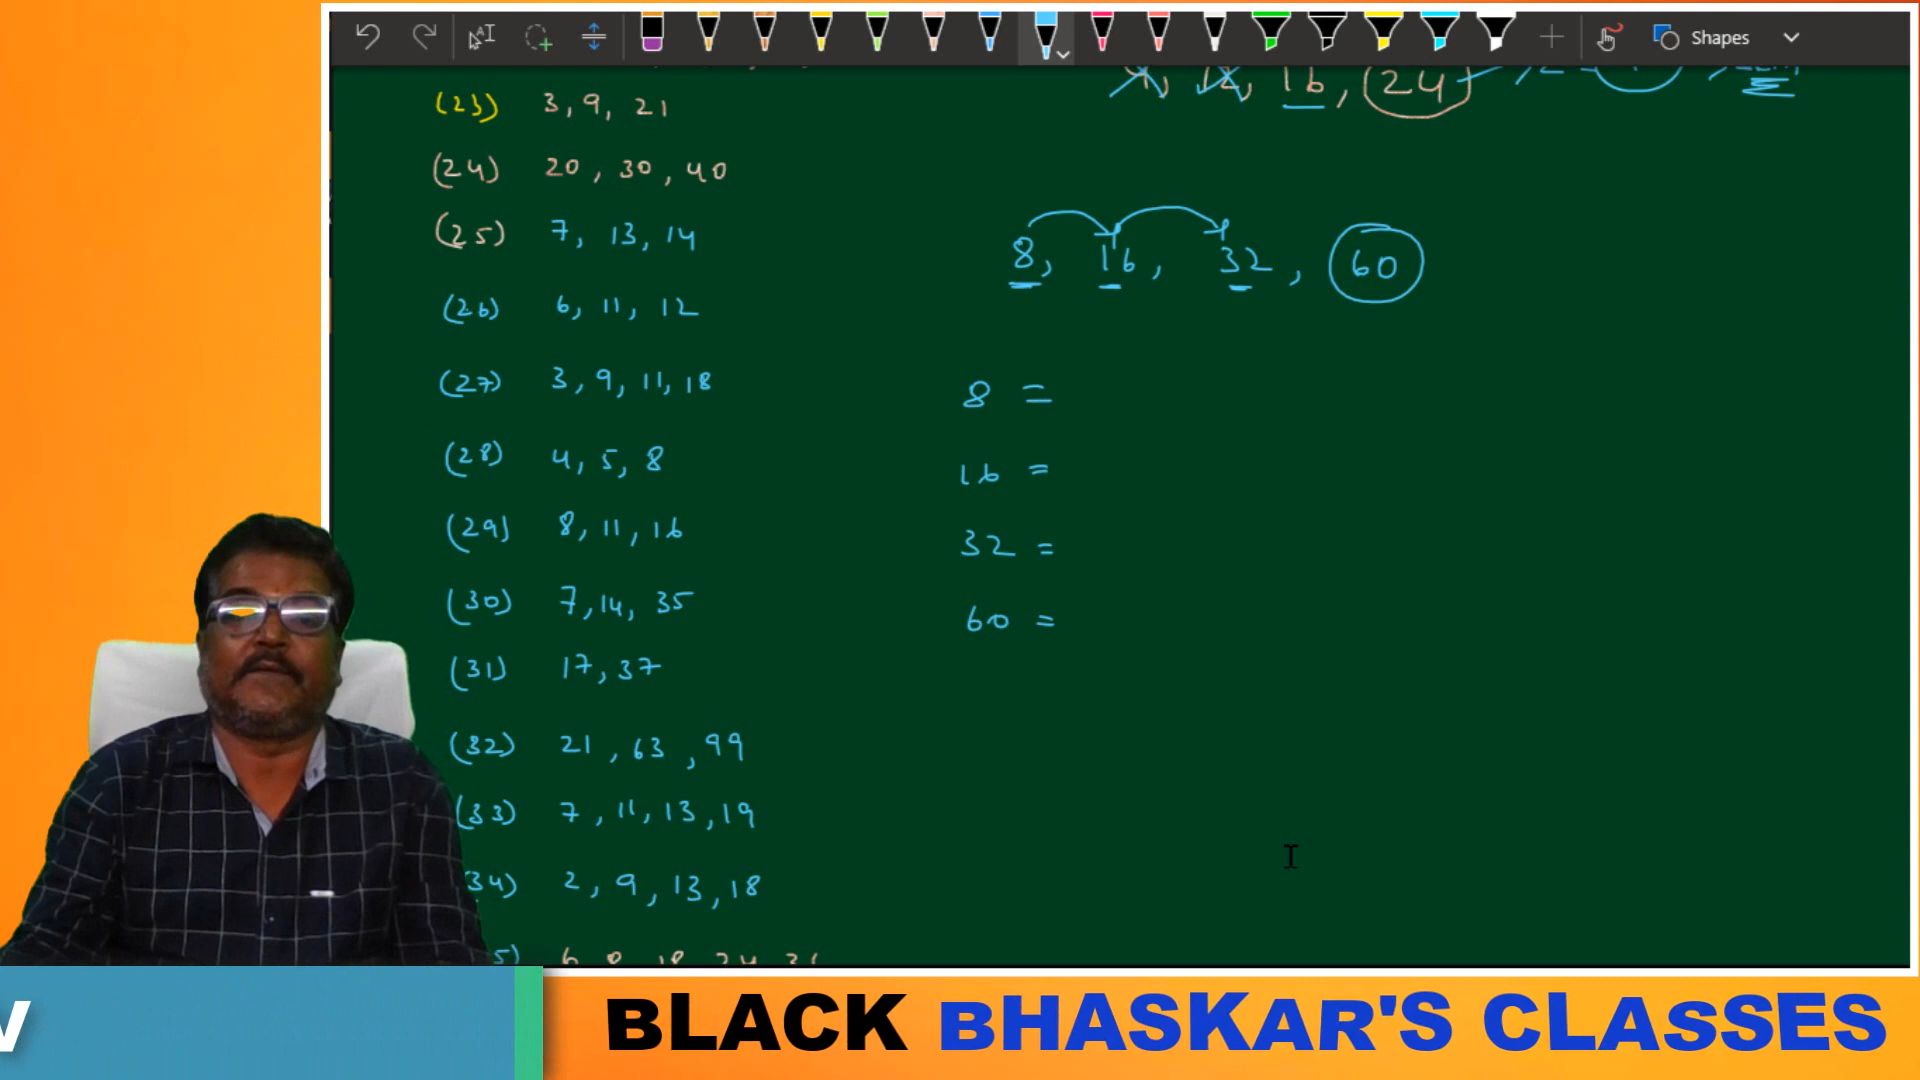 Shapes
16, 24
(23) 3, 9, 21
(24) 20, 30, 40
(25) 7, 13, 14
8, 16, 32, 60
(26) 6, 11, 12
(27) 3, 9, 11, 18
8 =
(28) 4, 5, 8
16 =
(29) 8, 11, 16
32 =
(30) 7, 14, 35
60 =
(31) 17, 37
(32) 21, 63, 99
(33) 7, 11, 13, 19
34) 2, 9, 13, 18
5)
V
BLACK BHASKAR'S CLASSES